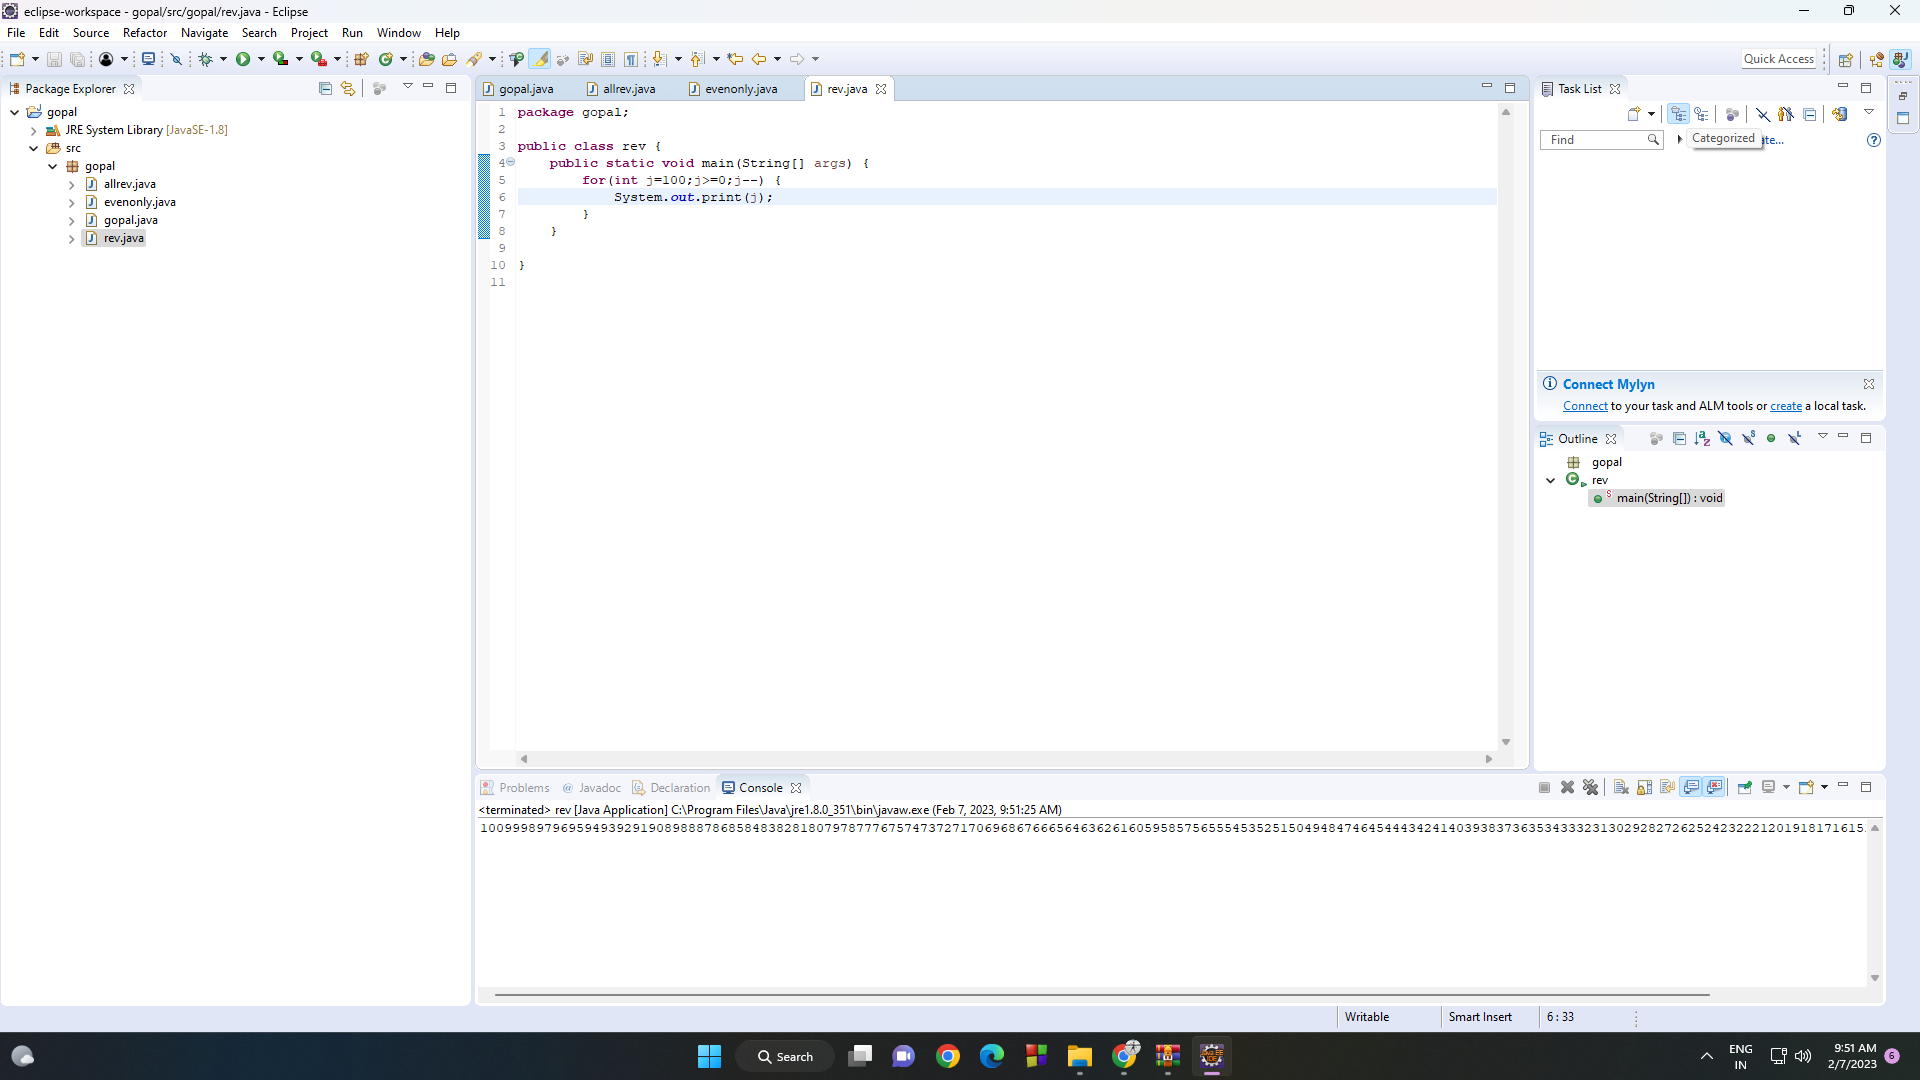 eclipse-workspace - gopal/src/gopal/rev.java - Eclipse
File Edit Source Refactor Navigate Search Project Run Window Help
Quick Access
Package Explorer
gopal
JRE System Library [JavaSE-1.8]
src
gopal
allrev.java
evenonly.java
gopal.java
rev.java
gopal.java allrev.java evenonly.java rev.java
1 package gopal;
2
3 public class rev {
4 public static void main(String[] args) {
5 for(int j=100;j>=0;j--) {
6 System.out.print(j);
7 }
8 }
9
10 }
11
Task List
Find
Categorized
ate...
Connect Mylyn
Connect to your task and ALM tools or create a local task.
Outline
gopal
rev
main(String[]) : void
Problems Javadoc Declaration Console
<terminated> rev [Java Application] C:\Program Files\Java\jre1.8.0_351\bin\javaw.exe (Feb 7, 2023, 9:51:25 AM)
1009998979695949392919089888786858483828180797877767574737271706968676665646362616059585756555453525150494847464544434241403938373635343332313029282726252423222120191817161​5
Writable Smart Insert 6 : 33
Search
ENG
IN
9:51 AM
2/7/2023
6